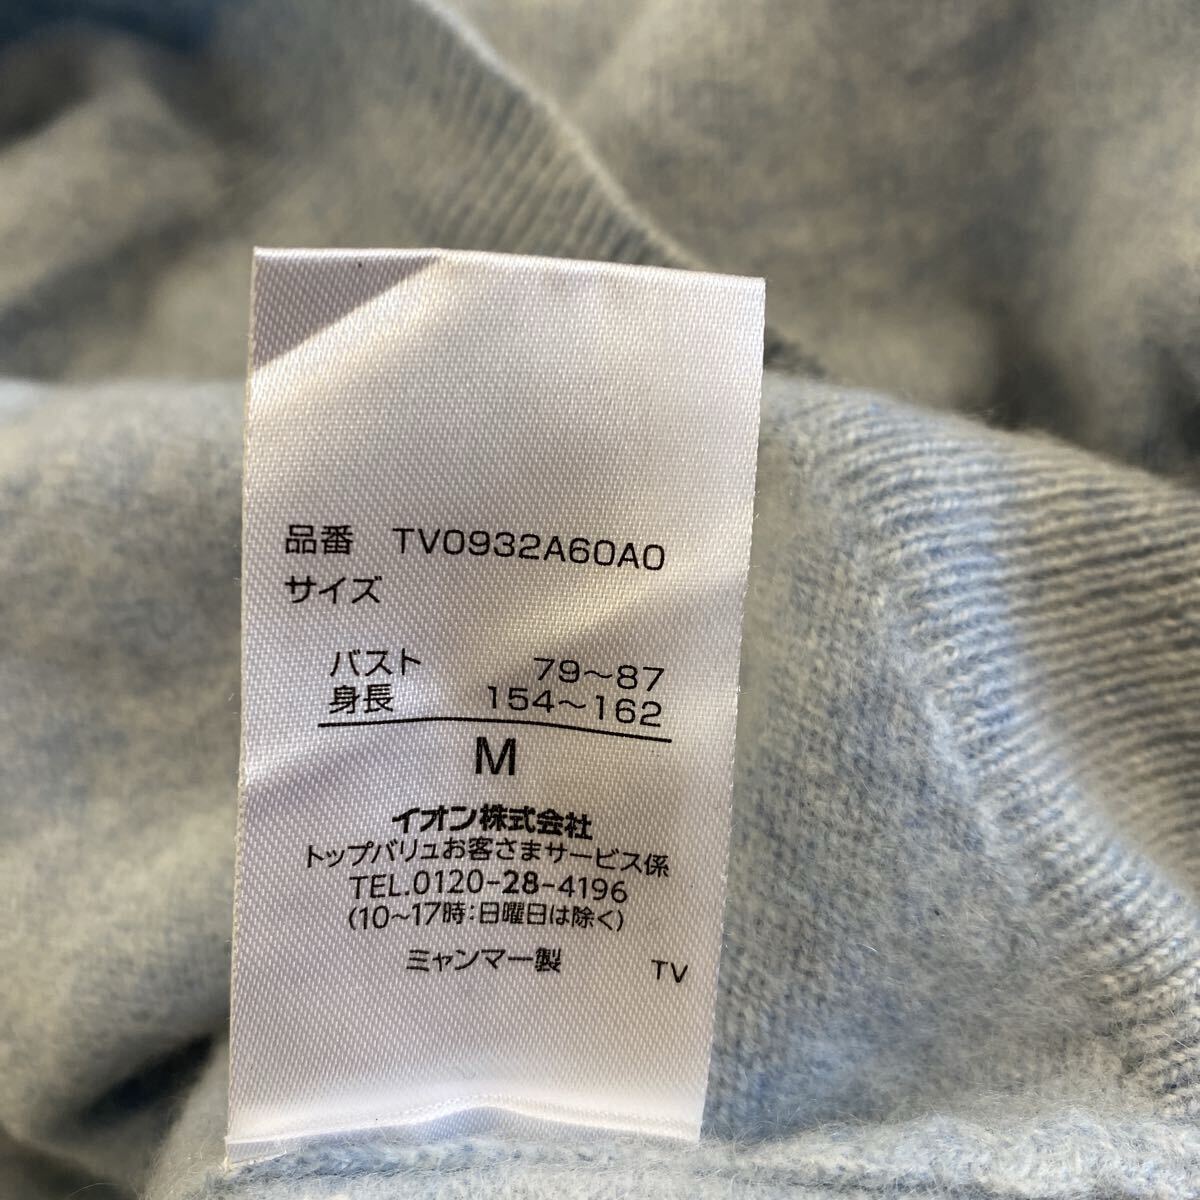 品番 TV0932A60A0
サイズ
バスト 79〜87
身長 154〜162
M
イオン株式会社
トップバリュお客さまサービス係
TEL.0120-28-4196
(10〜17時:日曜日は除く)
ミャンマー製 TV